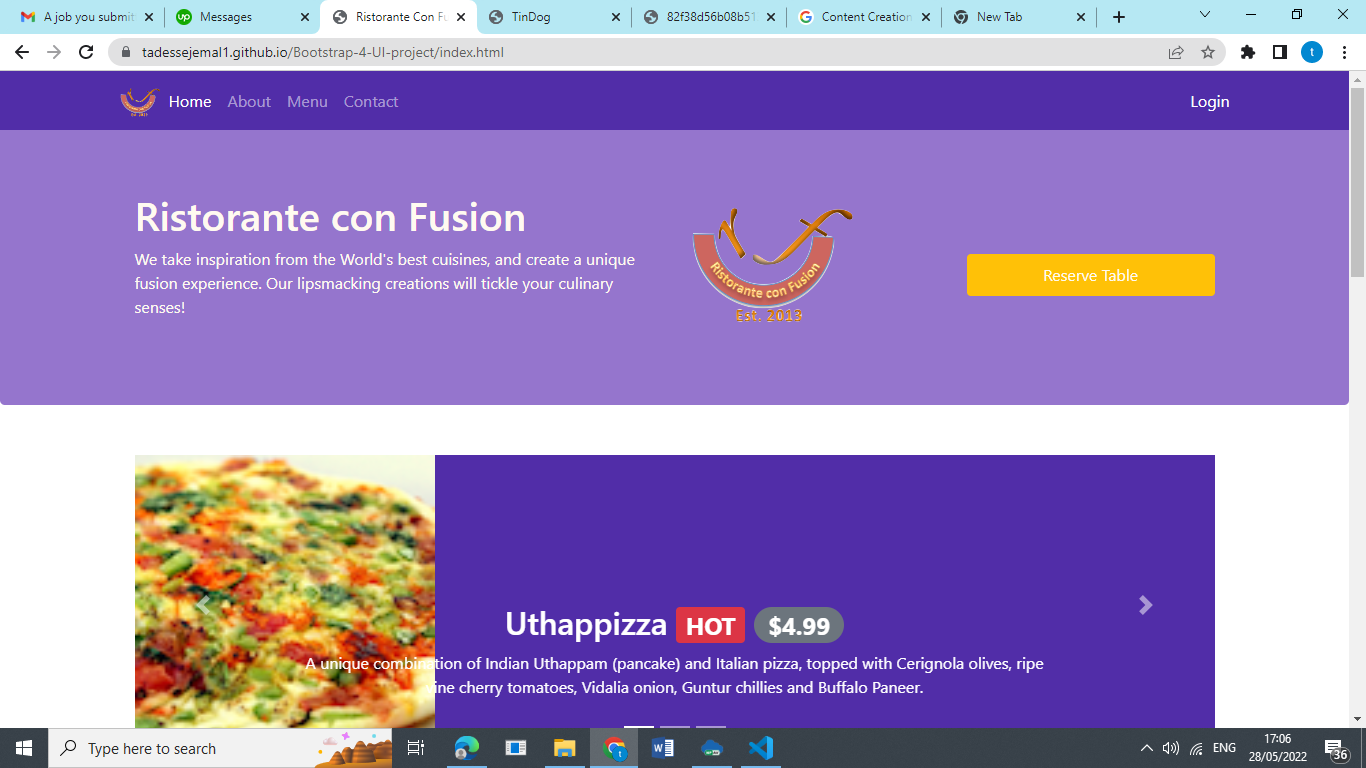 A job you submit
Messages
Ristorante Con Fu
TinDog
82f38d56b08b51
Content Creation
New Tab
tadessejemal1.github.io/Bootstrap-4-UI-project/index.html
t
Home About Menu Contact Login
Ristorante con Fusion
We take inspiration from the World's best cuisines, and create a unique
fusion experience. Our lipsmacking creations will tickle your culinary
senses!
Ristorante con Fusion
Est. 2013
Reserve Table
Uthappizza HOT $4.99
A unique combination of Indian Uthappam (pancake) and Italian pizza, topped with Cerignola olives, ripe
vine cherry tomatoes, Vidalia onion, Guntur chillies and Buffalo Paneer.
Type here to search
ENG
17:06
28/05/2022
36